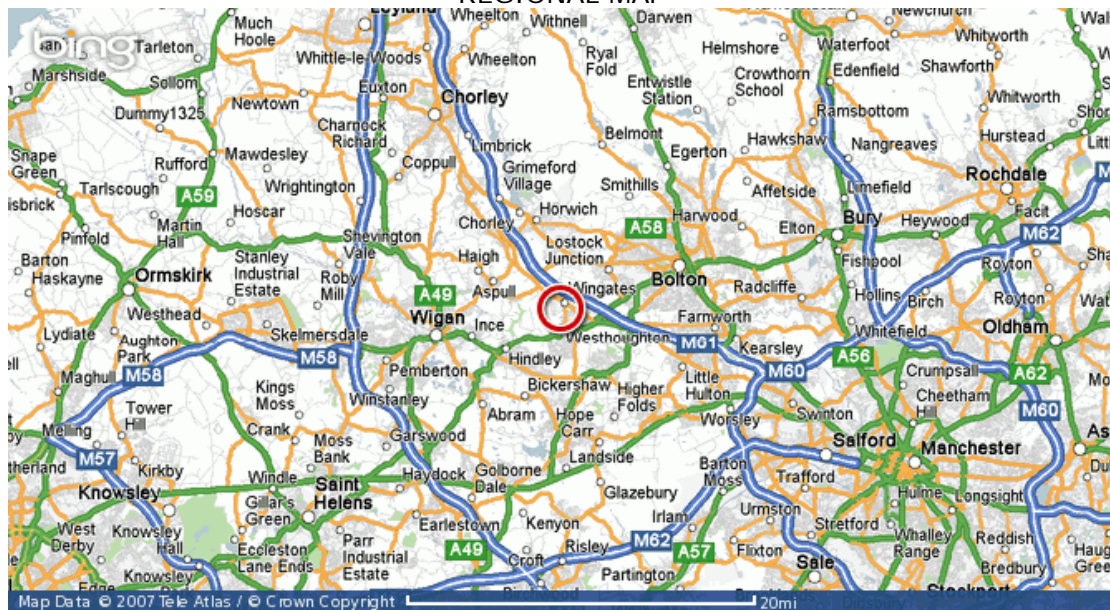 REGIONAL MAP
bing
Much Hoole
Leyland
Wheelton
Withnell
Darwen
Newchurch
Tarleton
Whittle-le-Woods
Wheelton
Ryal Fold
Helmshore
Waterfoot
Whitworth
Marshside
Sollom
Euxton
Entwistle Station
Crowthorn School
Edenfield
Shawforth
Dummy1325
Newtown
Chorley
Ramsbottom
Whitworth
Charnock Richard
Limbrick
Belmont
Hawkshaw
Nangreaves
Hurstead
Snape Green
Rufford
Mawdesley
Coppull
Grimeford Village
Egerton
Rochdale
Tarlscough
A59
Wrightington
Smithills
Affetside
Limefield
Facit
Hoscar
Chorley
Horwich
A58
Harwood
Elton
Bury
Heywood
M62
Pinfold
Martin Hall
Shevington Vale
Lostock Junction
Fishpool
Royton
Barton
Haskayne
Ormskirk
Stanley Industrial Estate
Roby Mill
Haigh
Aspull
Wingates
Bolton
Radcliffe
Hollins
Birch
Royton
A49
Westhead
Wigan
Ince
Westhoughton
Farnworth
Whitefield
Oldham
Lydiate
Aughton Park
Skelmersdale
M58
Hindley
M61
Kearsley
A56
Maghull
M58
Pemberton
Bickershaw
Little Hulton
M60
Crumpsall
A62
Kings Moss
Winstanley
Higher Folds
Tower Hill
Abram
Hope Carr
Worsley
Swinton
Cheetham Hill
M60
Melling
Crank
Moss Bank
Garswood
Salford
Manchester
M57
Kirkby
Windle
Haydock
Golborne Dale
Landside
Barton Moss
Trafford
Knowsley
Gillar's Green
Saint Helens
Glazebury
Hulme
Longsight
West Derby
Knowsley Hall
Earlestown
Kenyon
Irlam
Urmston
Stretford
Eccleston Lane Ends
Parr Industrial Estate
A49
Risley
M62
A57
Flixton
Whalley Range
Reddish
Knowsley
Croft
Partington
Sale
Bredbury
Stockport
Map Data © 2007 Tele Atlas / © Crown Copyright
20mi